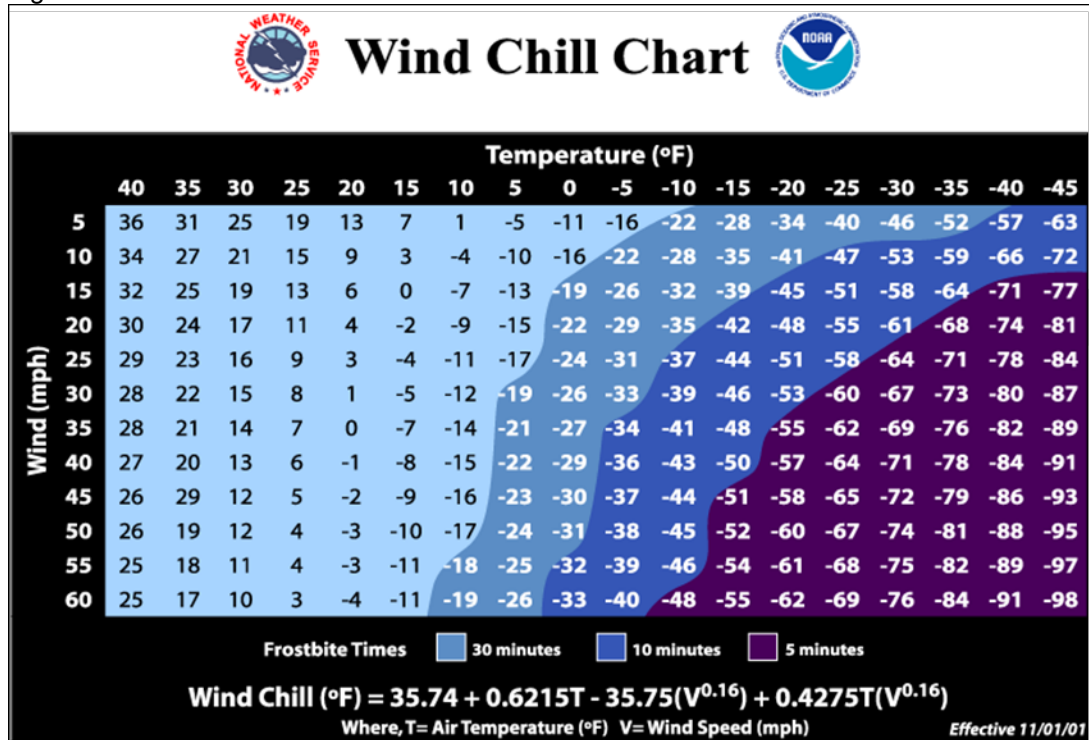 NATIONAL WEATHER SERVICE
Wind Chill Chart
NOAA
NATIONAL OCEANIC AND ATMOSPHERIC ADMINISTRATION
U.S. DEPARTMENT OF COMMERCE
Temperature (ºF)
40 35 30 25 20 15 10 5 0 -5 -10 -15 -20 -25 -30 -35 -40 -45
Wind (mph)
5 36 31 25 19 13 7 1 -5 -11 -16 -22 -28 -34 -40 -46 -52 -57 -63
10 34 27 21 15 9 3 -4 -10 -16 -22 -28 -35 -41 -47 -53 -59 -66 -72
15 32 25 19 13 6 0 -7 -13 -19 -26 -32 -39 -45 -51 -58 -64 -71 -77
20 30 24 17 11 4 -2 -9 -15 -22 -29 -35 -42 -48 -55 -61 -68 -74 -81
25 29 23 16 9 3 -4 -11 -17 -24 -31 -37 -44 -51 -58 -64 -71 -78 -84
30 28 22 15 8 1 -5 -12 -19 -26 -33 -39 -46 -53 -60 -67 -73 -80 -87
35 28 21 14 7 0 -7 -14 -21 -27 -34 -41 -48 -55 -62 -69 -76 -82 -89
40 27 20 13 6 -1 -8 -15 -22 -29 -36 -43 -50 -57 -64 -71 -78 -84 -91
45 26 29 12 5 -2 -9 -16 -23 -30 -37 -44 -51 -58 -65 -72 -79 -86 -93
50 26 19 12 4 -3 -10 -17 -24 -31 -38 -45 -52 -60 -67 -74 -81 -88 -95
55 25 18 11 4 -3 -11 -18 -25 -32 -39 -46 -54 -61 -68 -75 -82 -89 -97
60 25 17 10 3 -4 -11 -19 -26 -33 -40 -48 -55 -62 -69 -76 -84 -91 -98
Frostbite Times 30 minutes 10 minutes 5 minutes
Wind Chill (ºF) = 35.74 + 0.6215T - 35.75(V^0.16) + 0.4275T(V^0.16)
Where, T= Air Temperature (ºF) V= Wind Speed (mph)
Effective 11/01/01